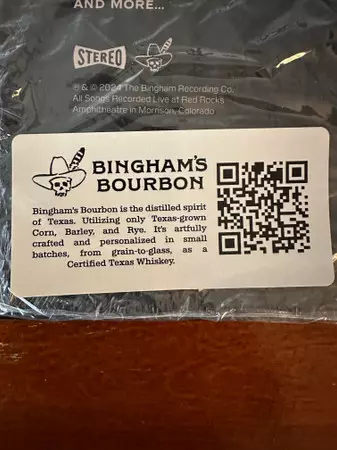 AND MORE...
STEREO
℗ & © 2024 The Bingham Recording Co.
All Songs Recorded Live at Red Rocks
Amphitheatre in Morrison, Colorado
BINGHAM'S
BOURBON
Bingham's Bourbon is the distilled spirit
of Texas. Utilizing only Texas-grown
Corn, Barley, and Rye. It's artfully
crafted and personalized in small
batches, from grain-to-glass, as a
Certified Texas Whiskey.